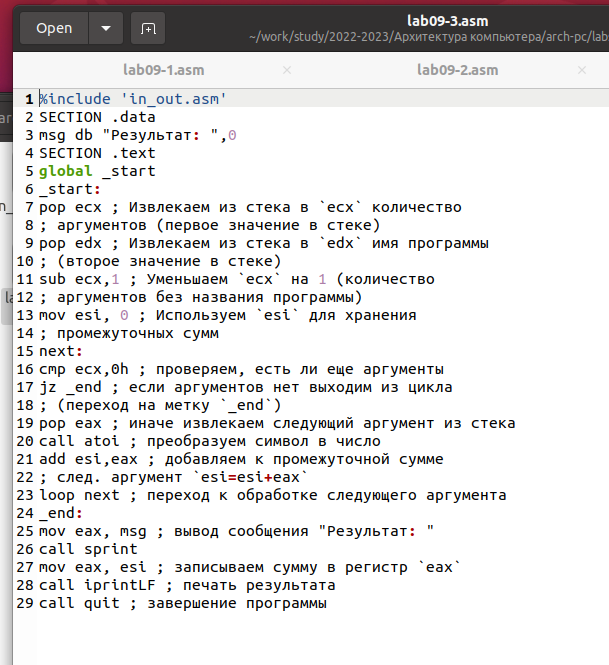 Open
lab09-3.asm
~/work/study/2022-2023/Архитектура компьютера/arch-pc/lab
lab09-1.asm
lab09-2.asm
1 %include 'in_out.asm'
2 SECTION .data
3 msg db "Результат: ",0
4 SECTION .text
5 global _start
6 _start:
7 pop ecx ; Извлекаем из стека в `ecx` количество
8 ; аргументов (первое значение в стеке)
9 pop edx ; Извлекаем из стека в `edx` имя программы
10 ; (второе значение в стеке)
11 sub ecx,1 ; Уменьшаем `ecx` на 1 (количество
12 ; аргументов без названия программы)
13 mov esi, 0 ; Используем `esi` для хранения
14 ; промежуточных сумм
15 next:
16 cmp ecx,0h ; проверяем, есть ли еще аргументы
17 jz _end ; если аргументов нет выходим из цикла
18 ; (переход на метку `_end`)
19 pop eax ; иначе извлекаем следующий аргумент из стека
20 call atoi ; преобразуем символ в число
21 add esi,eax ; добавляем к промежуточной сумме
22 ; след. аргумент `esi=esi+eax`
23 loop next ; переход к обработке следующего аргумента
24 _end:
25 mov eax, msg ; вывод сообщения "Результат: "
26 call sprint
27 mov eax, esi ; записываем сумму в регистр `eax`
28 call iprintLF ; печать результата
29 call quit ; завершение программы